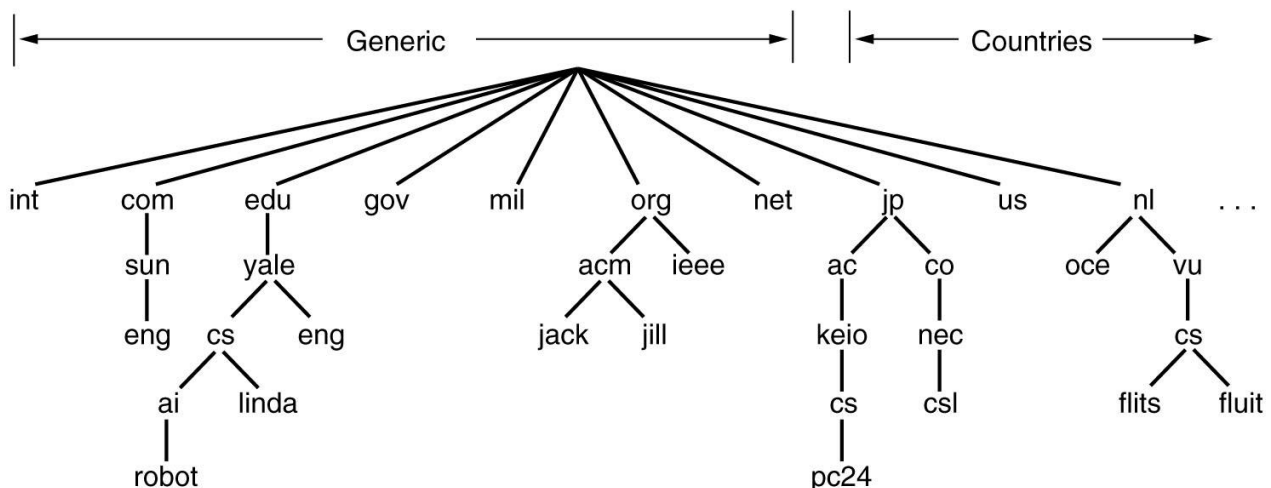 Generic Countries
int com edu gov mil org net jp us nl . . .
sun yale acm ieee ac co oce vu
eng cs eng jack jill keio nec cs
ai linda cs csl flits fluit
robot pc24